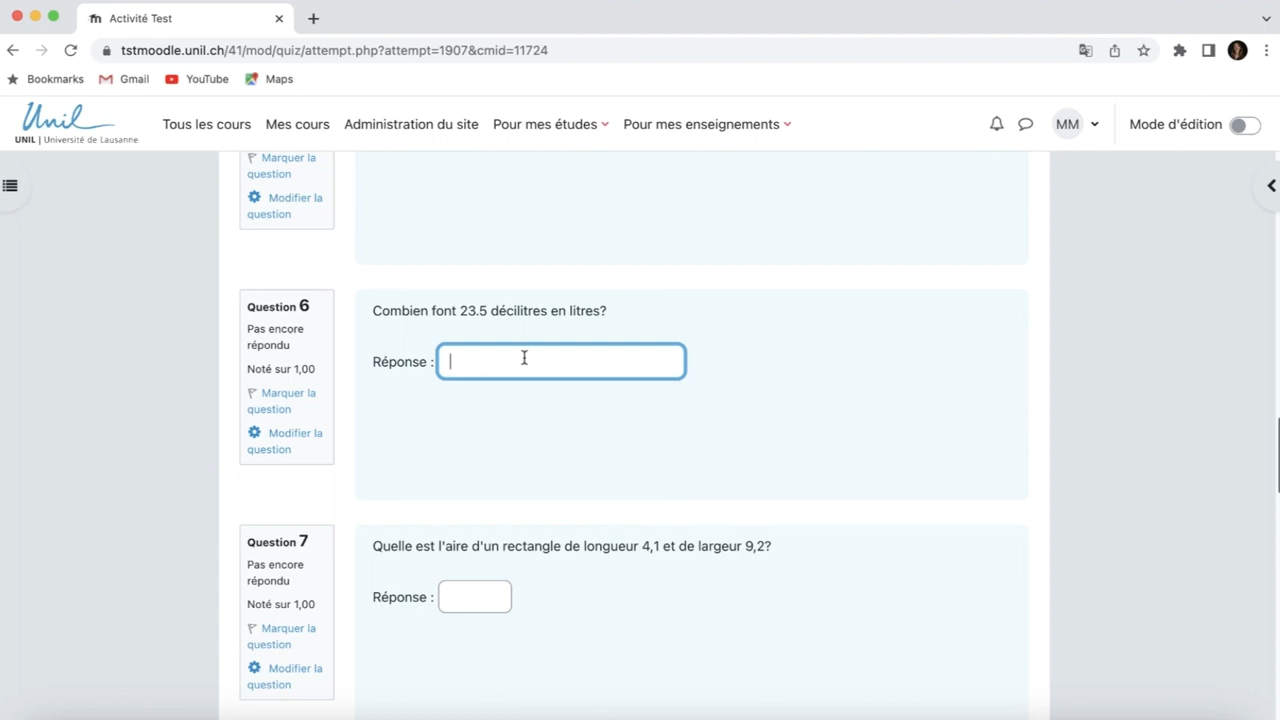 Activité Test
tstmoodle.unil.ch/41/mod/quiz/attempt.php?attempt=1907&cmid=11724
Bookmarks Gmail YouTube Maps
Unil
UNIL | Université de Lausanne
Tous les cours Mes cours Administration du site Pour mes études Pour mes enseignements MM Mode d'édition
Marquer la
question
Modifier la
question
Question 6
Pas encore
répondu
Noté sur 1,00
Marquer la
question
Modifier la
question
Combien font 23.5 décilitres en litres?
Réponse :
Question 7
Pas encore
répondu
Noté sur 1,00
Marquer la
question
Modifier la
question
Quelle est l'aire d'un rectangle de longueur 4,1 et de largeur 9,2?
Réponse :